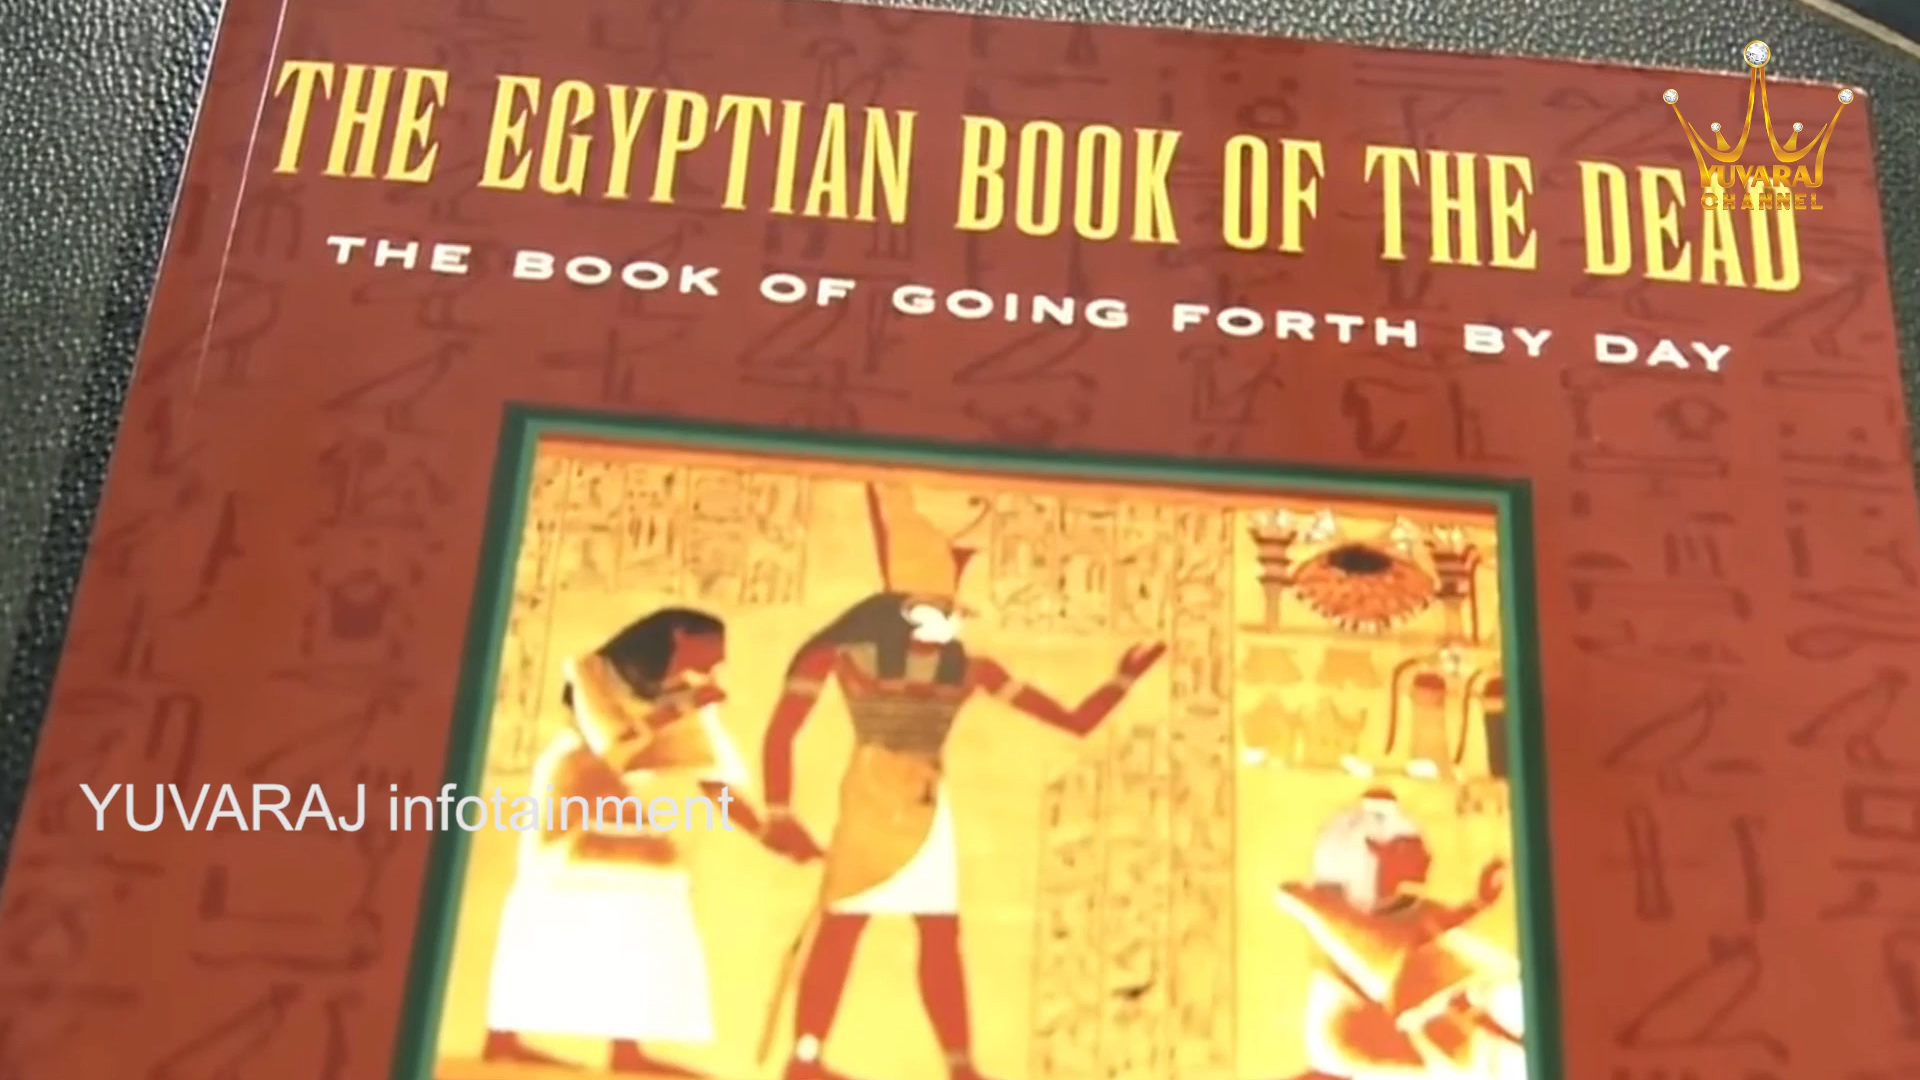 THE EGYPTIAN BOOK OF THE DEAD
THE BOOK OF GOING FORTH BY DAY
YUVARAJ
CHANNEL
YUVARAJ infotainment